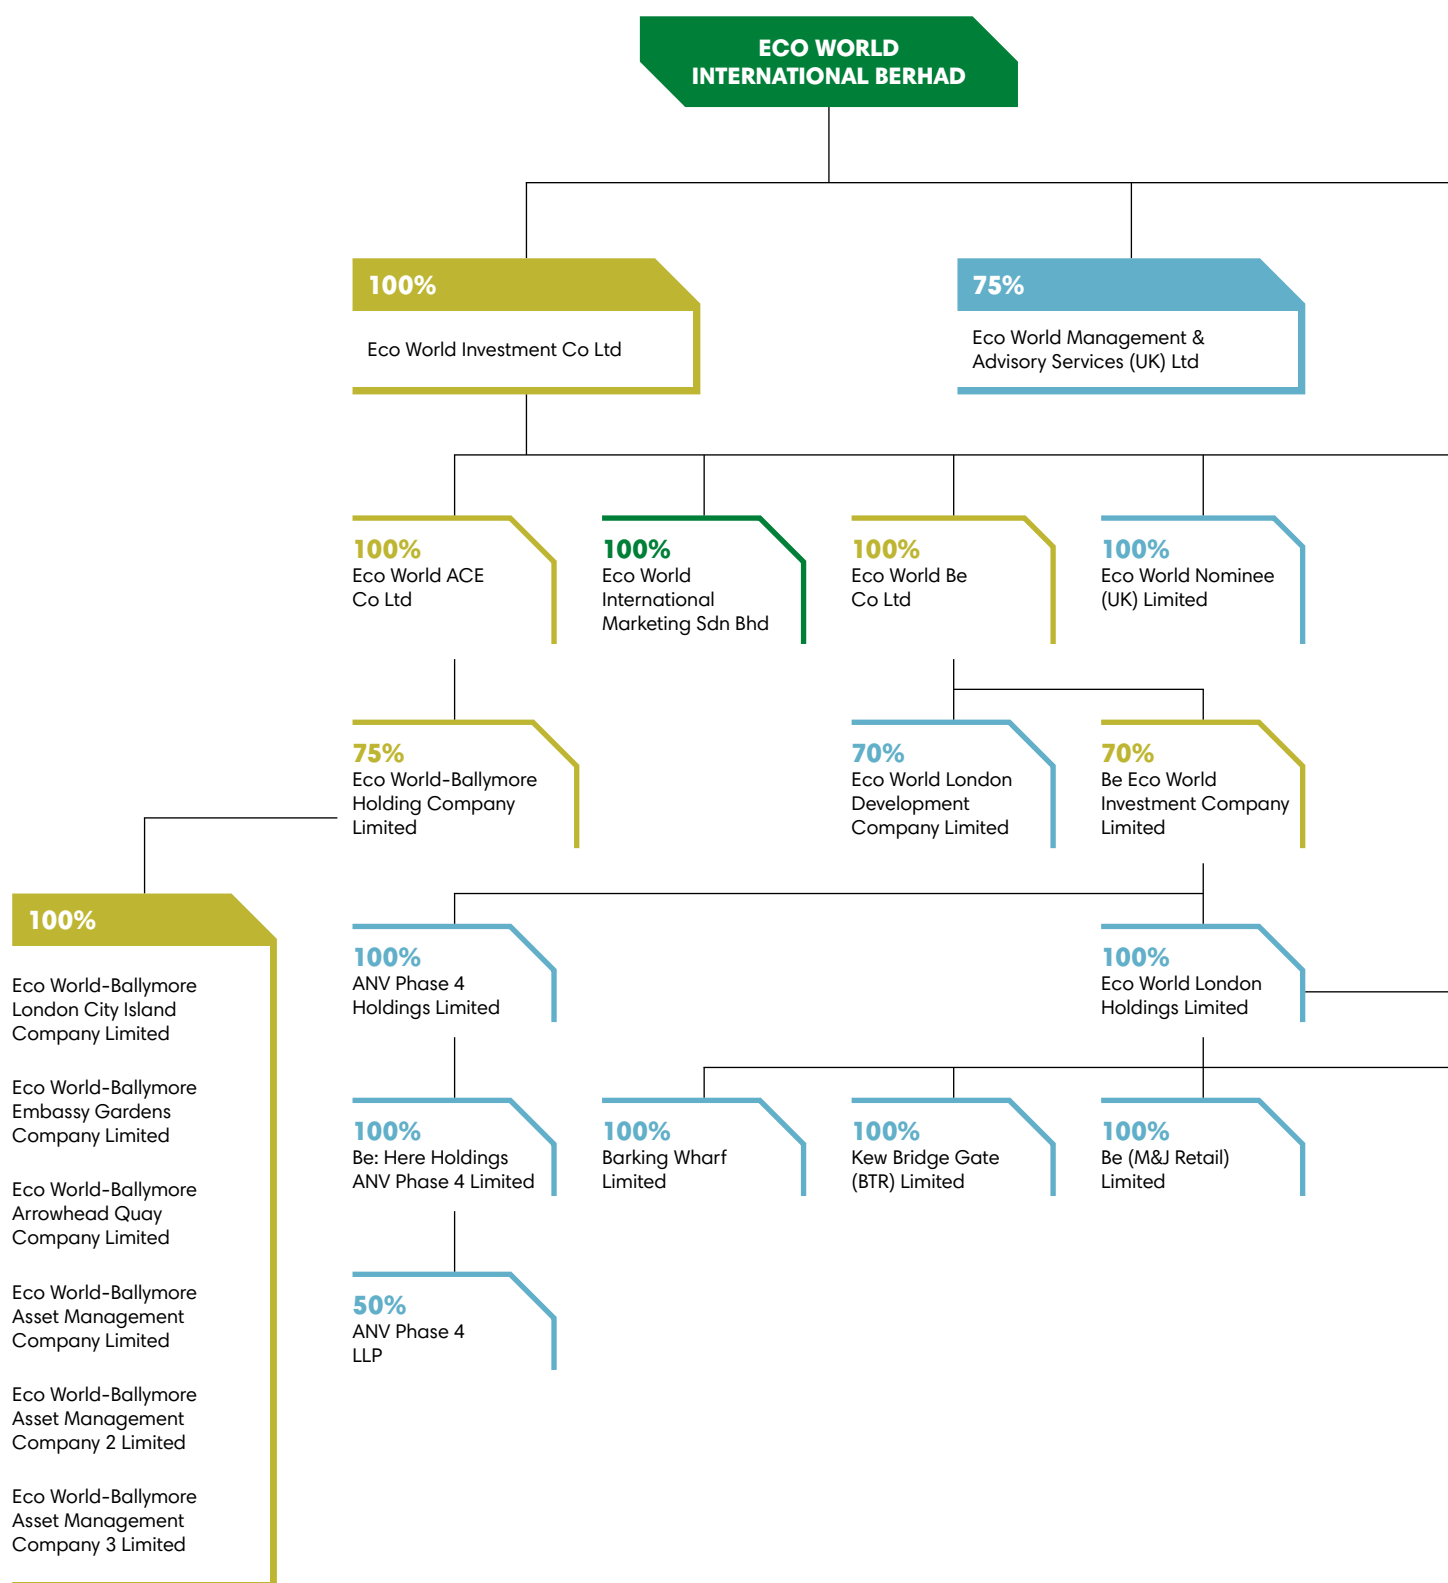 ECO WORLD
INTERNATIONAL BERHAD
100%
Eco World Investment Co Ltd
75%
Eco World Management &
Advisory Services (UK) Ltd
100%
Eco World ACE
Co Ltd
100%
Eco World
International
Marketing Sdn Bhd
100%
Eco World Be
Co Ltd
100%
Eco World Nominee
(UK) Limited
75%
Eco World-Ballymore
Holding Company
Limited
70%
Eco World London
Development
Company Limited
70%
Be Eco World
Investment Company
Limited
100%
Eco World-Ballymore
London City Island
Company Limited
Eco World-Ballymore
Embassy Gardens
Company Limited
Eco World-Ballymore
Arrowhead Quay
Company Limited
Eco World-Ballymore
Asset Management
Company Limited
Eco World-Ballymore
Asset Management
Company 2 Limited
Eco World-Ballymore
Asset Management
Company 3 Limited
100%
ANV Phase 4
Holdings Limited
100%
Eco World London
Holdings Limited
100%
Be: Here Holdings
ANV Phase 4 Limited
100%
Barking Wharf
Limited
100%
Kew Bridge Gate
(BTR) Limited
100%
Be (M&J Retail)
Limited
50%
ANV Phase 4
LLP